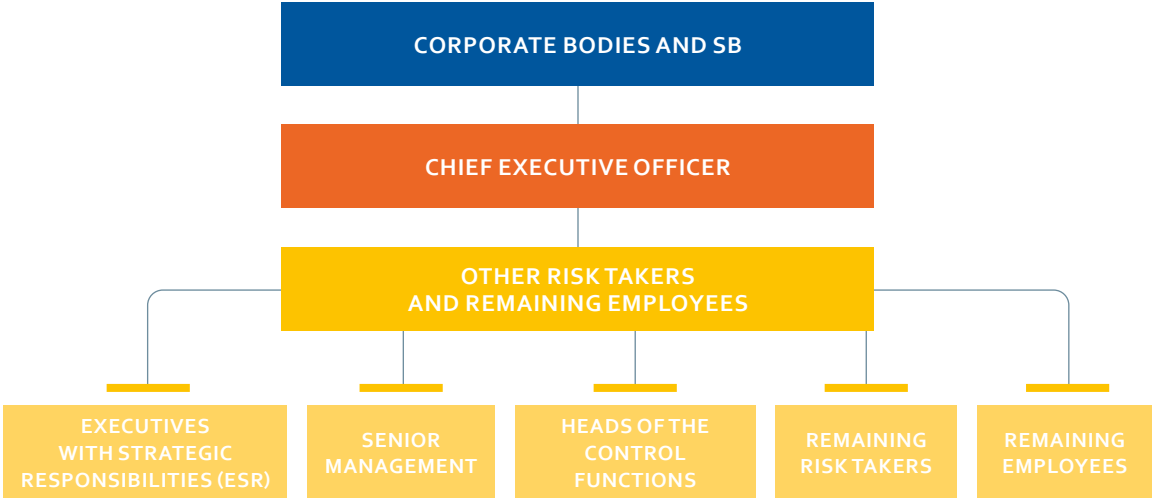 CORPORATE BODIES AND SB
CHIEF EXECUTIVE OFFICER
OTHER RISK TAKERS
AND REMAINING EMPLOYEES
EXECUTIVES
WITH STRATEGIC
RESPONSIBILITIES (ESR)
SENIOR
MANAGEMENT
HEADS OF THE
CONTROL
FUNCTIONS
REMAINING
RISK TAKERS
REMAINING
EMPLOYEES